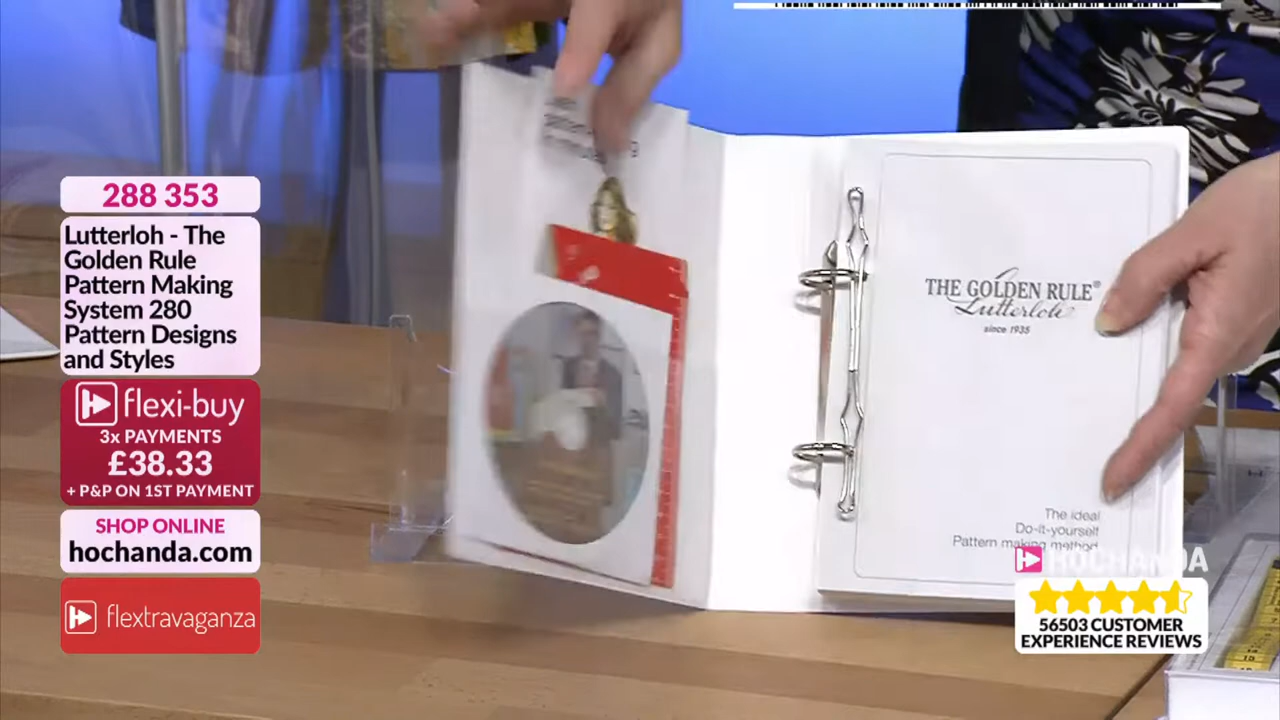 288 353
Lutterloh - The
Golden Rule
Pattern Making
System 280
Pattern Designs
and Styles
flexi-buy
3x PAYMENTS
£38.33
+ P&P ON 1ST PAYMENT
SHOP ONLINE
hochanda.com
flextravaganza
THE GOLDEN RULE®
Lutterloh
since 1935
The ideal
Do-it-yourself
Pattern making method
HOCHANDA
56503 CUSTOMER
EXPERIENCE REVIEWS